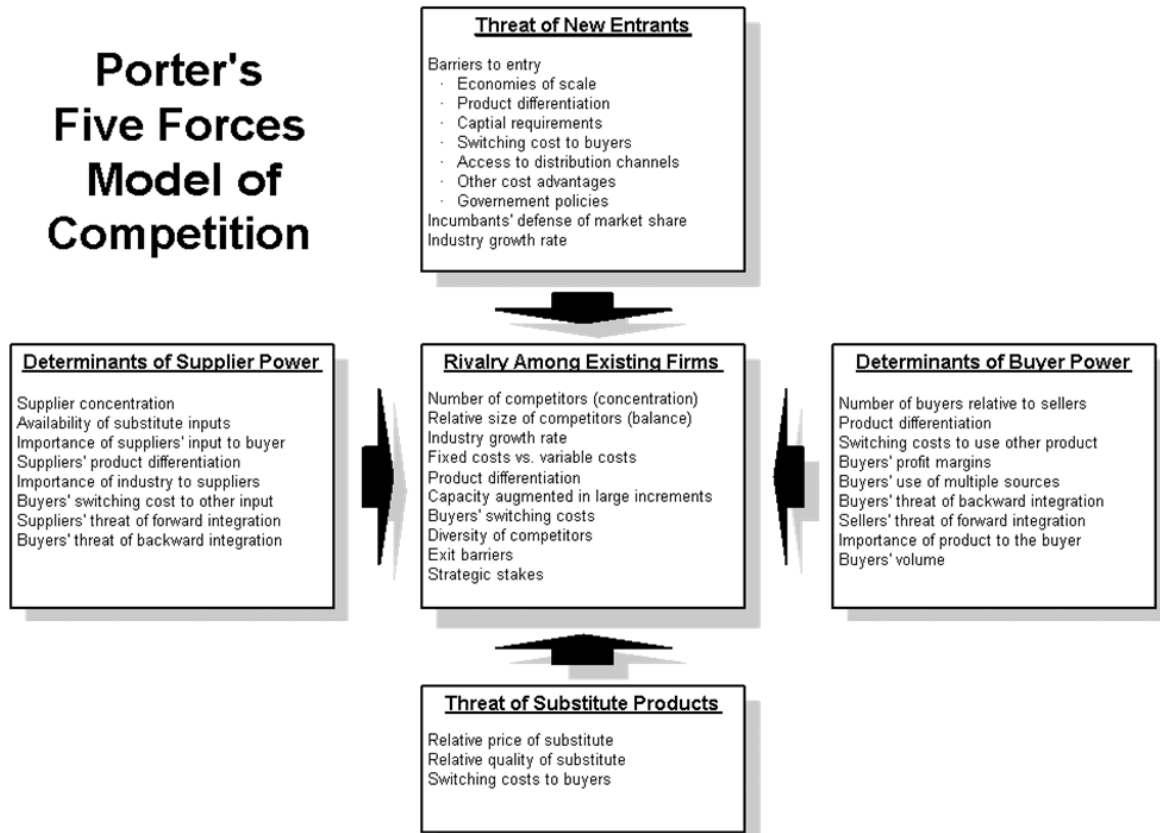 Porter's
Five Forces
Model of
Competition
Threat of New Entrants
Barriers to entry
· Economies of scale
· Product differentiation
· Captial requirements
· Switching cost to buyers
· Access to distribution channels
· Other cost advantages
· Governement policies
Incumbants' defense of market share
Industry growth rate
Determinants of Supplier Power
Supplier concentration
Availability of substitute inputs
Importance of suppliers' input to buyer
Suppliers' product differentiation
Importance of industry to suppliers
Buyers' switching cost to other input
Suppliers' threat of forward integration
Buyers' threat of backward integration
Rivalry Among Existing Firms
Number of competitors (concentration)
Relative size of competitors (balance)
Industry growth rate
Fixed costs vs. variable costs
Product differentiation
Capacity augmented in large increments
Buyers' switching costs
Diversity of competitors
Exit barriers
Strategic stakes
Determinants of Buyer Power
Number of buyers relative to sellers
Product differentiation
Switching costs to use other product
Buyers' profit margins
Buyers' use of multiple sources
Buyers' threat of backward integration
Sellers' threat of forward integration
Importance of product to the buyer
Buyers' volume
Threat of Substitute Products
Relative price of substitute
Relative quality of substitute
Switching costs to buyers